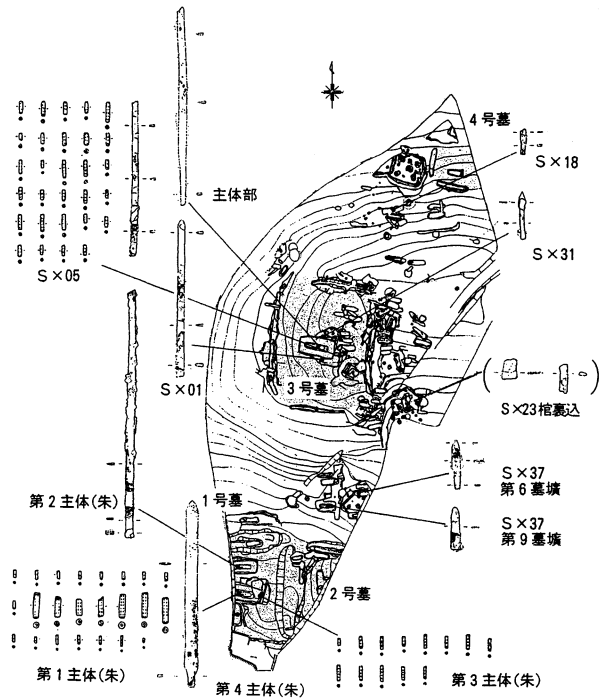 4号墓
S×18
主体部
S×31
S×05
3号墓
S×01
S×23棺裏込
S×37
第6墓壙
第2主体(朱)
1号墓
S×37
第9墓壙
2号墓
第1主体(朱)
第4主体(朱)
第3主体(朱)